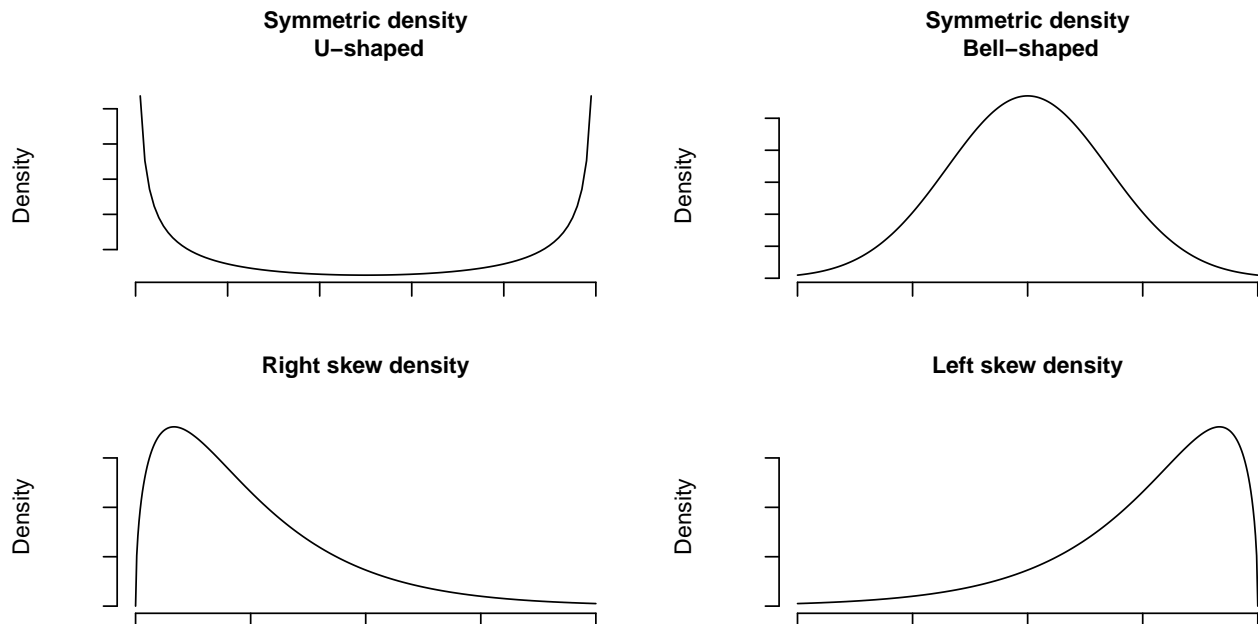 Symmetric density
U−shaped
Density
Symmetric density
Bell−shaped
Density
Right skew density
Density
Left skew density
Density